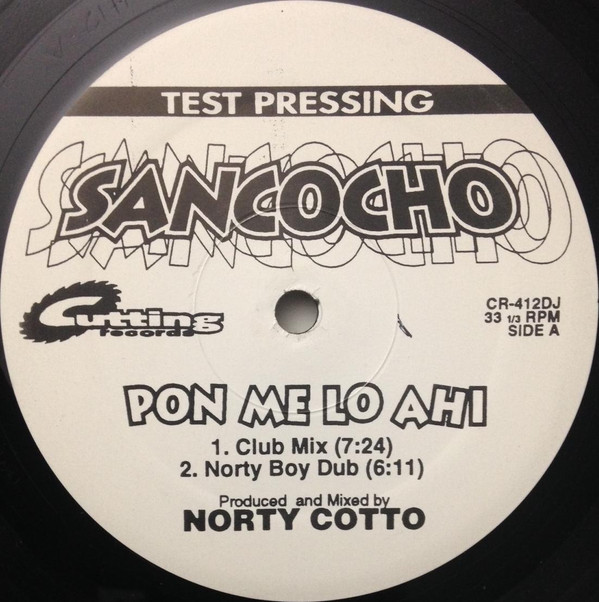 TEST PRESSING
SANCOCHO
Cutting
records
CR-412DJ
33 1/3 RPM
SIDE A
PON ME LO AHI
1. Club Mix (7:24)
2. Norty Boy Dub (6:11)
Produced and Mixed by
NORTY COTTO